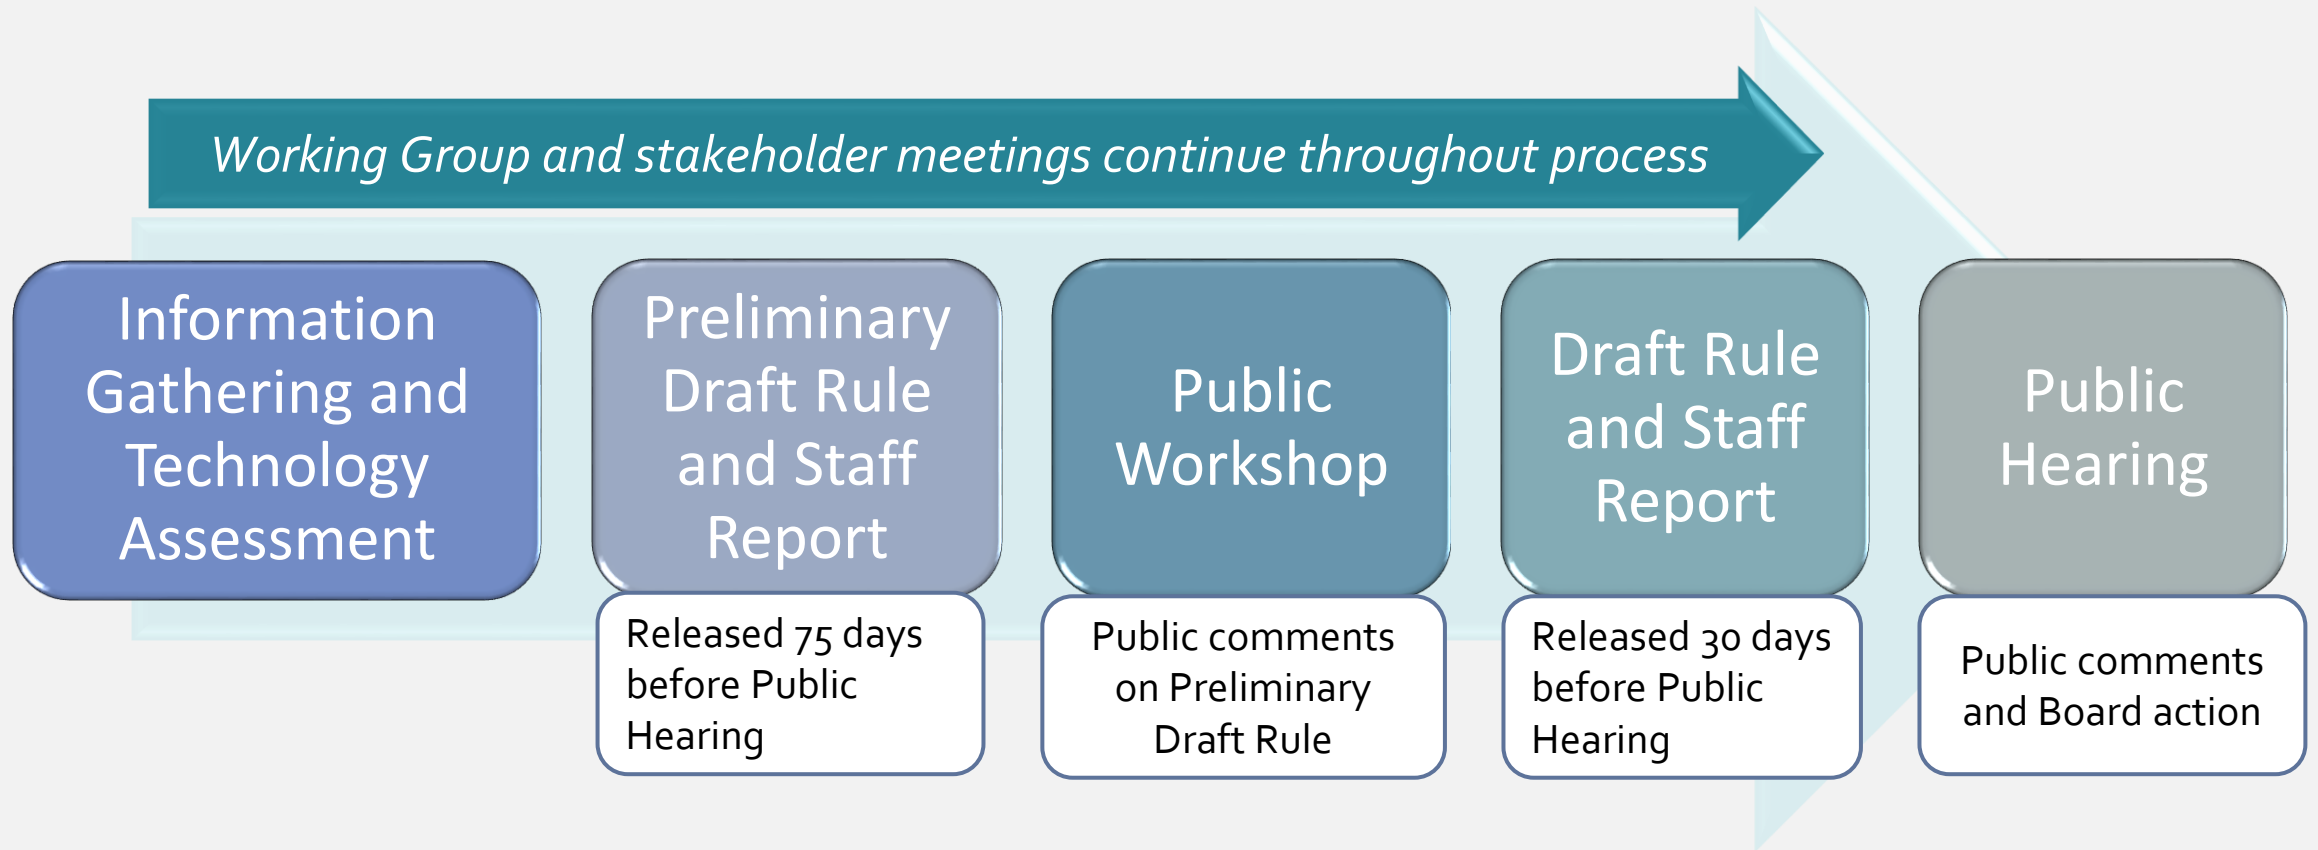 Working Group and stakeholder meetings continue throughout process
Information
Gathering and
Technology
Assessment
Preliminary
Draft Rule
and Staff
Report
Public
Workshop
Draft Rule
and Staff
Report
Public
Hearing
Released 75 days
before Public
Hearing
Public comments
on Preliminary
Draft Rule
Released 30 days
before Public
Hearing
Public comments
and Board action